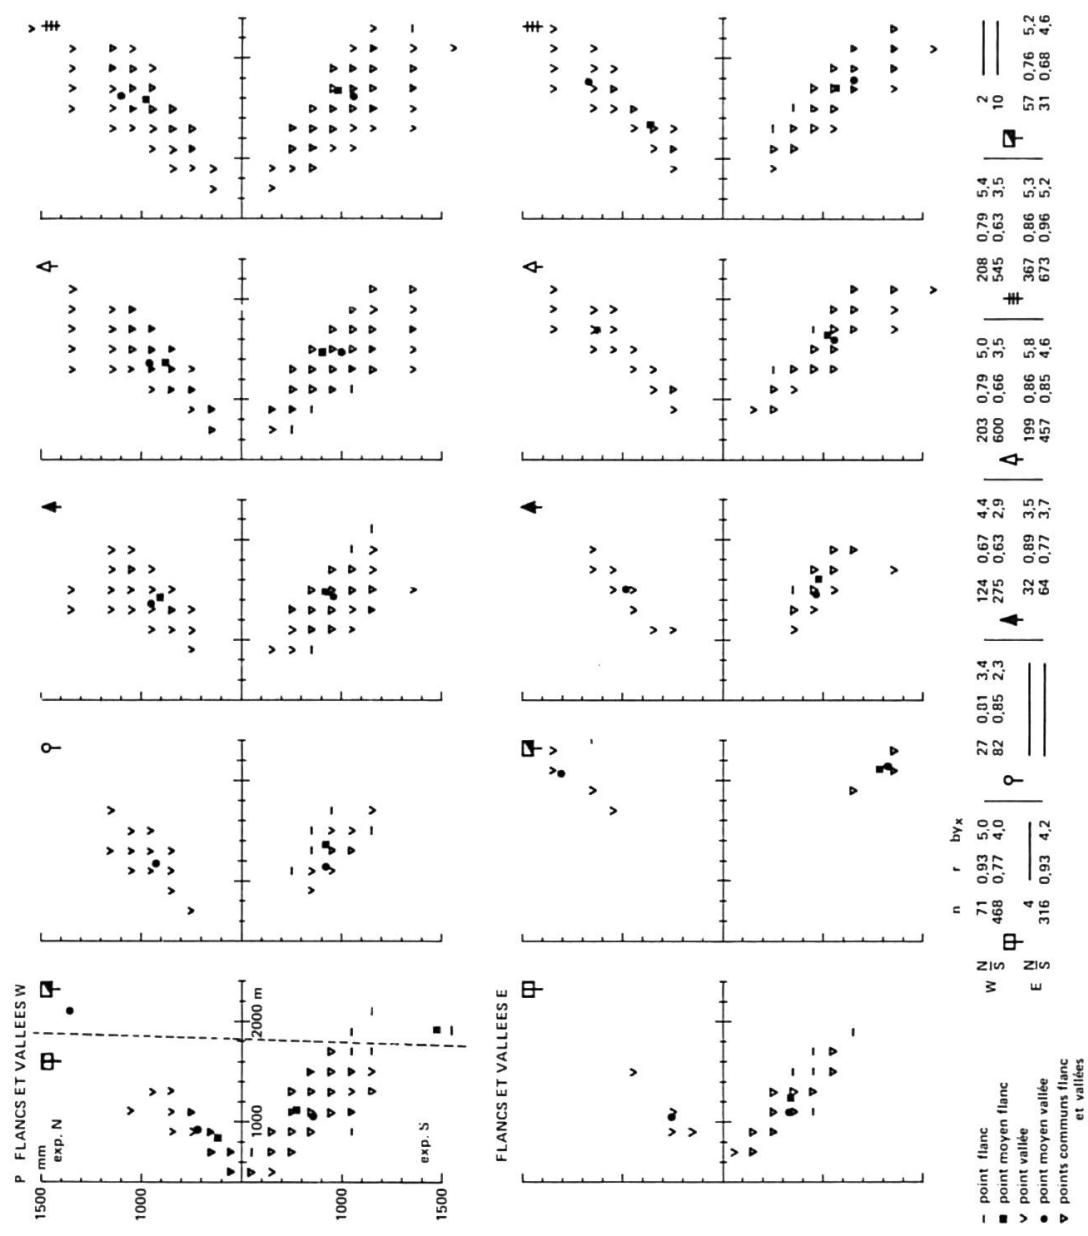 P FLANCS ET VALLEES W
mm
exp. N
1500
1000
1000
1500
1000
2000 m
exp. S
FLANCS ET VALLEES E
– point flanc
■ point moyen flanc
> point vallée
● point moyen vallée
▷ points communs flanc
et vallées
n r byx
W N 71 0,93 5,0
S 468 0,77 4,0
E N 4
S 316 0,93 4,2
27 0,81 3,4
82 0,85 2,3
124 0,67 4,4
275 0,63 2,9
32 0,89 3,5
64 0,77 3,7
203 0,79 5,0
600 0,66 3,5
199 0,86 5,8
457 0,85 4,6
208 0,79 5,4
545 0,63 3,5
367 0,86 5,3
673 0,96 5,2
2
10
57 0,76 5,2
31 0,68 4,6